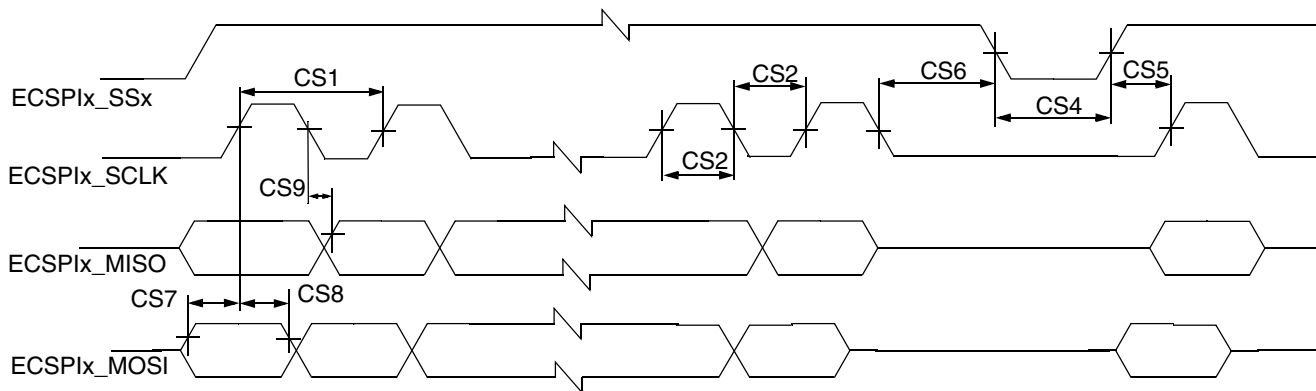 ECSPIx_SSx
CS1
CS2
CS6
CS5
CS4
ECSPIx_SCLK
CS2
CS9
ECSPIx_MISO
CS7
CS8
ECSPIx_MOSI